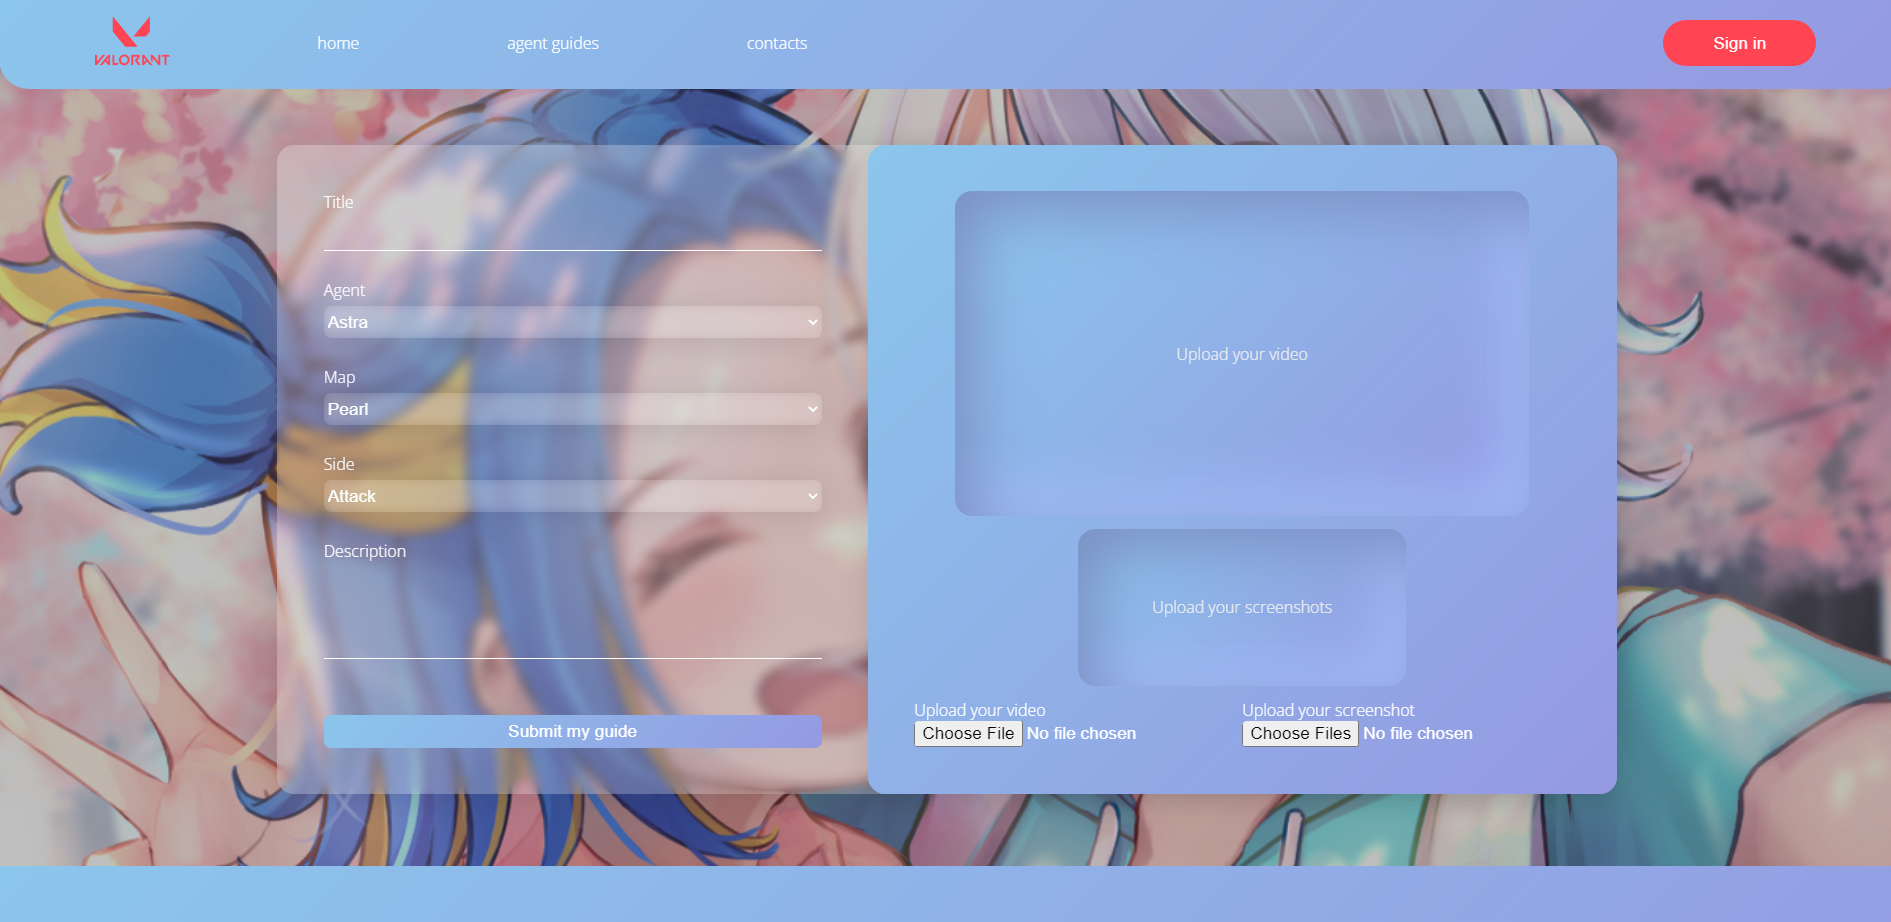 VALORANT
home
agent guides
contacts
Sign in
Title
Agent
Astra
Map
Pearl
Side
Attack
Description
Submit my guide
Upload your video
Upload your screenshots
Upload your video
Choose File No file chosen
Upload your screenshot
Choose Files No file chosen